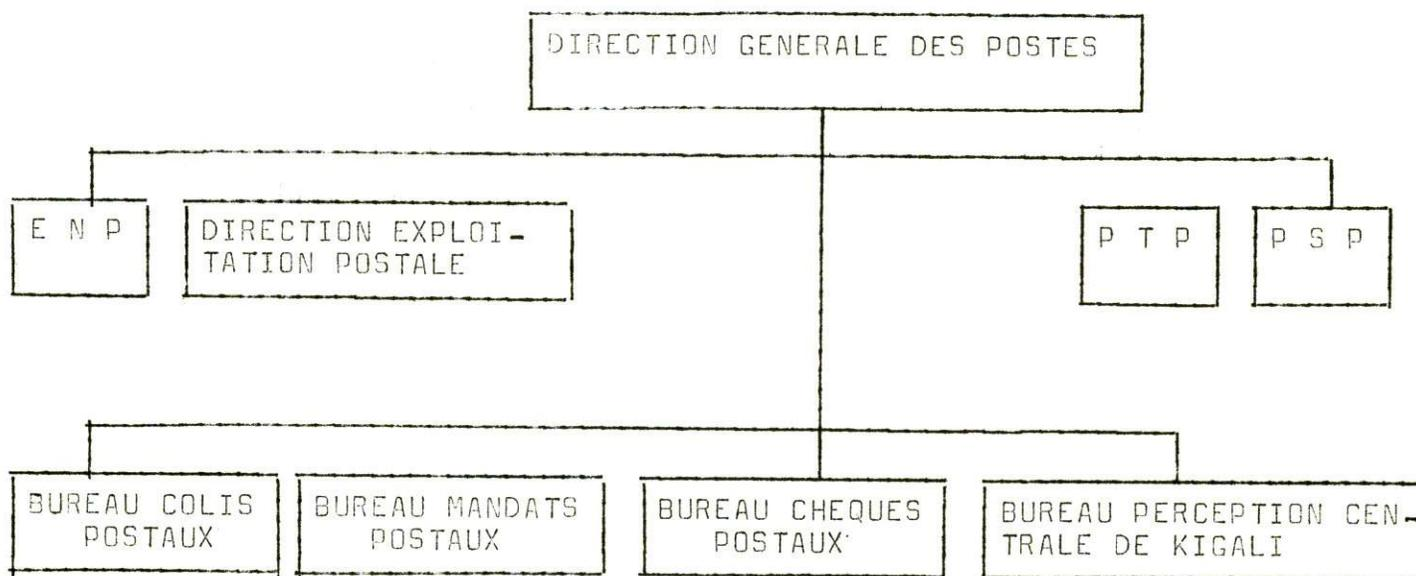 DIRECTION GENERALE DES POSTES
E N P
DIRECTION EXPLOI-
TATION POSTALE
P T P
P S P
BUREAU COLIS
POSTAUX
BUREAU MANDATS
POSTAUX
BUREAU CHEQUES
POSTAUX
BUREAU PERCEPTION CEN-
TRALE DE KIGALI